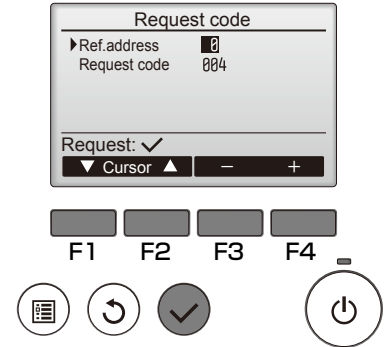 Request code
Ref.address 0
Request code 004
Request: ✓
▼ Cursor ▲ − +
F1 F2 F3 F4